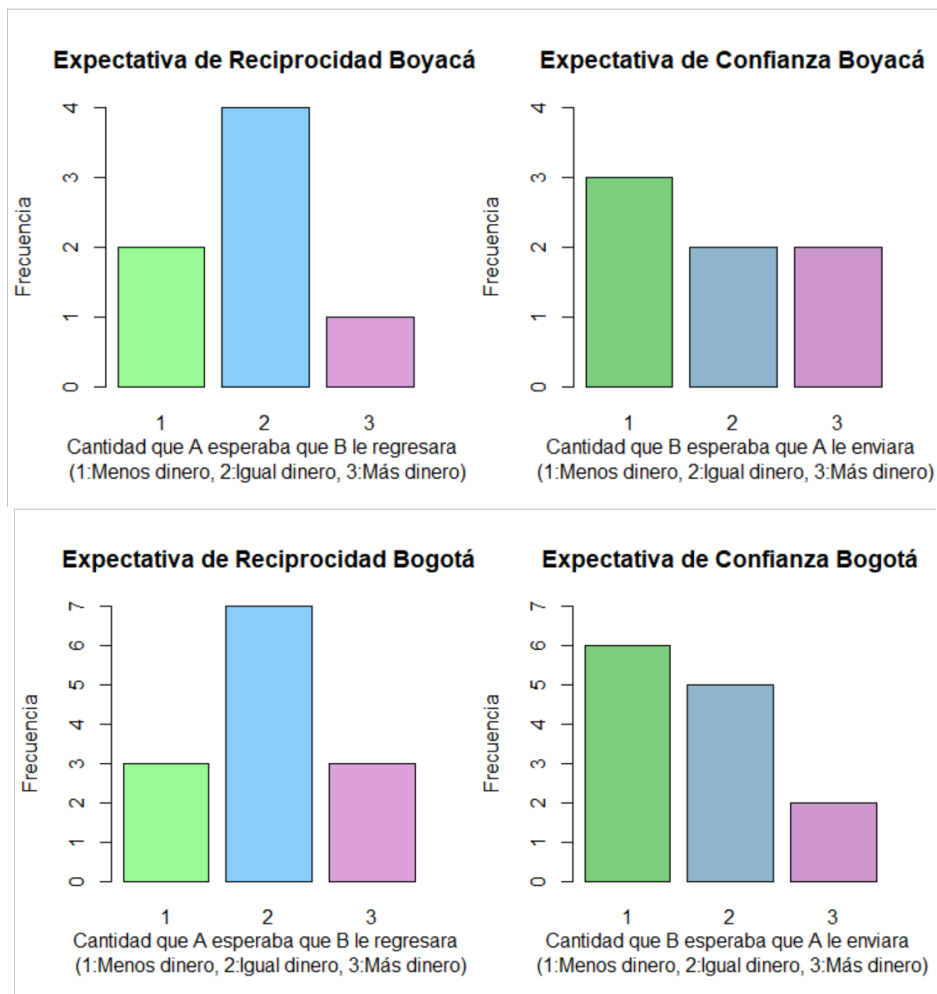 Expectativa de Reciprocidad Boyacá
Frecuencia
4
3
2
1
0
1 2 3
Cantidad que A esperaba que B le regresara
(1:Menos dinero, 2:Igual dinero, 3:Más dinero)
Expectativa de Confianza Boyacá
Frecuencia
4
3
2
1
0
1 2 3
Cantidad que B esperaba que A le enviara
(1:Menos dinero, 2:Igual dinero, 3:Más dinero)
Expectativa de Reciprocidad Bogotá
Frecuencia
7
6
5
4
3
2
1
0
1 2 3
Cantidad que A esperaba que B le regresara
(1:Menos dinero, 2:Igual dinero, 3:Más dinero)
Expectativa de Confianza Bogotá
Frecuencia
7
6
5
4
3
2
1
0
1 2 3
Cantidad que B esperaba que A le enviara
(1:Menos dinero, 2:Igual dinero, 3:Más dinero)